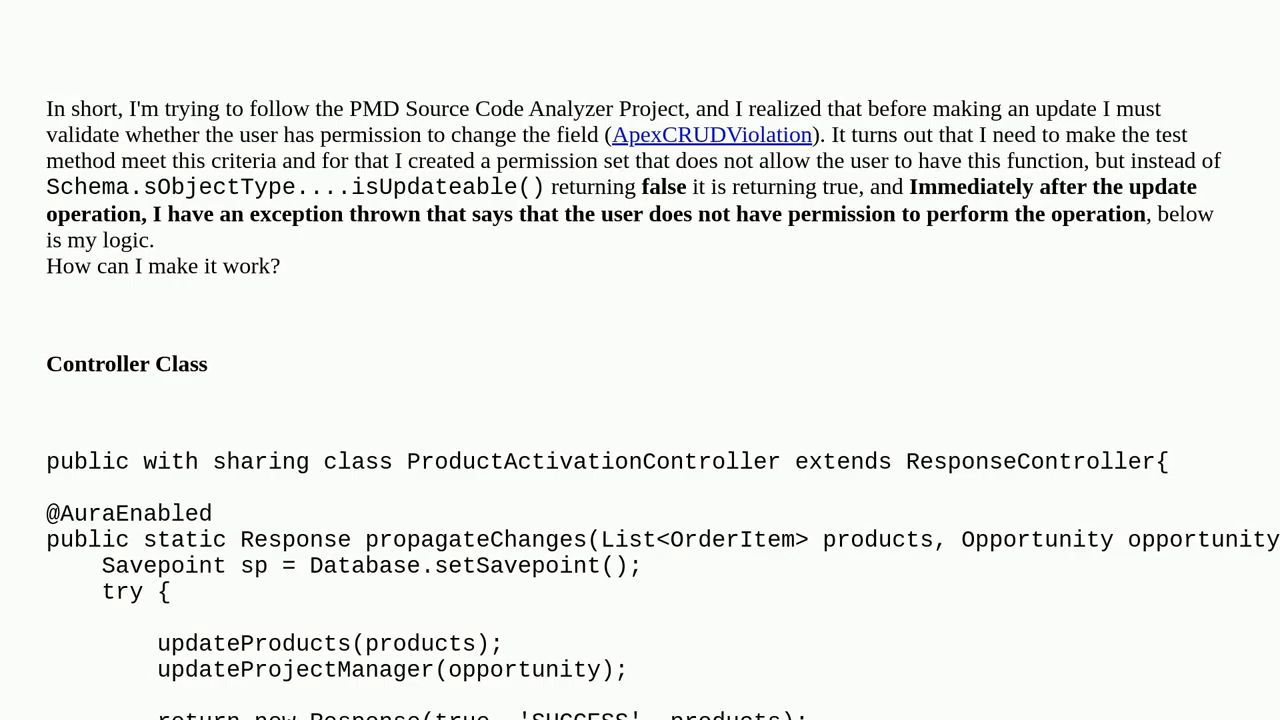 In short, I'm trying to follow the PMD Source Code Analyzer Project, and I realized that before making an update I must
validate whether the user has permission to change the field (ApexCRUDViolation). It turns out that I need to make the test
method meet this criteria and for that I created a permission set that does not allow the user to have this function, but instead of
Schema.sObjectType....isUpdateable() returning false it is returning true, and Immediately after the update
operation, I have an exception thrown that says that the user does not have permission to perform the operation, below
is my logic.
How can I make it work?
Controller Class
public with sharing class ProductActivationController extends ResponseController{
@AuraEnabled
public static Response propagateChanges(List<OrderItem> products, Opportunity opportunity
Savepoint sp = Database.setSavepoint();
try {
updateProducts(products);
updateProjectManager(opportunity);
return new Response(true, 'SUCCESS', products);